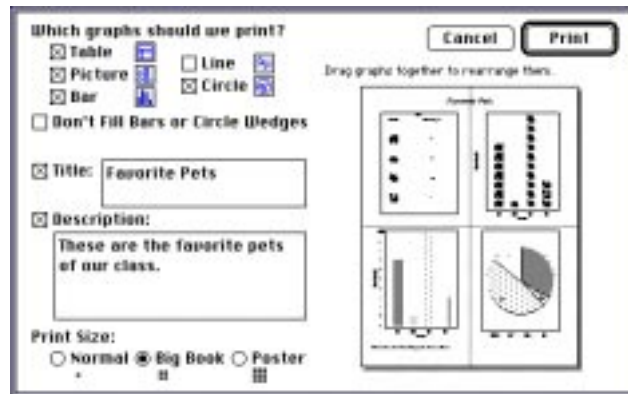 Which graphs should we print?
Table
Picture
Bar
Line
Circle
Don't Fill Bars or Circle Wedges
Title: Favorite Pets
Description:
These are the favorite pets
of our class.
Print Size:
Normal Big Book Poster
Cancel Print
Drag graphs together to rearrange them.
Favorite Pets